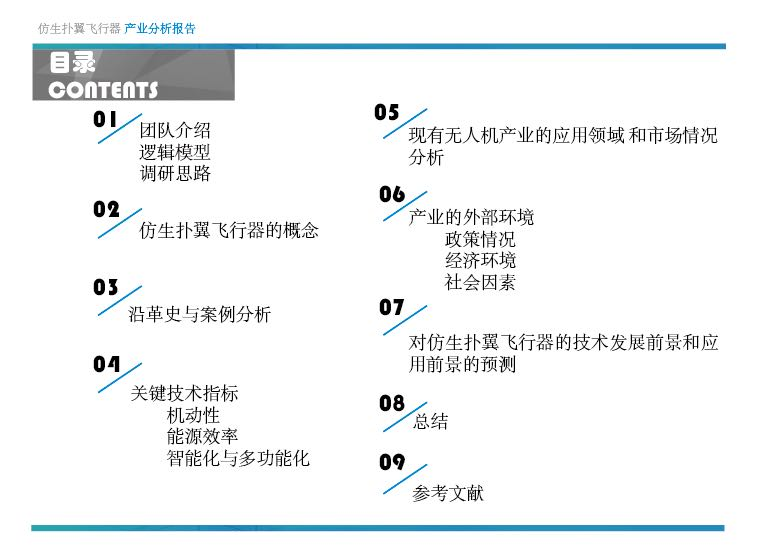 仿生扑翼飞行器 产业分析报告
目录
CONTENTS
01
团队介绍
逻辑模型
调研思路
02
仿生扑翼飞行器的概念
03
沿革史与案例分析
04
关键技术指标
机动性
能源效率
智能化与多功能化
05
现有无人机产业的应用领域 和市场情况
分析
06
产业的外部环境
政策情况
经济环境
社会因素
07
对仿生扑翼飞行器的技术发展前景和应
用前景的预测
08
总结
09
参考文献